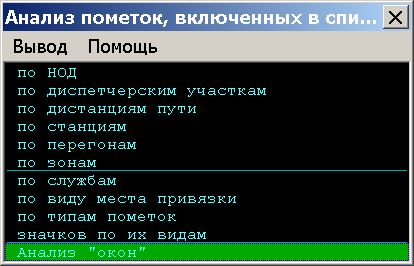 Анализ пометок, включенных в спи...
Вывод Помощь
по НОД
по диспетчерским участкам
по дистанциям пути
по станциям
по перегонам
по зонам
по службам
по виду места привязки
по типам пометок
значков по их видам
Анализ "окон"